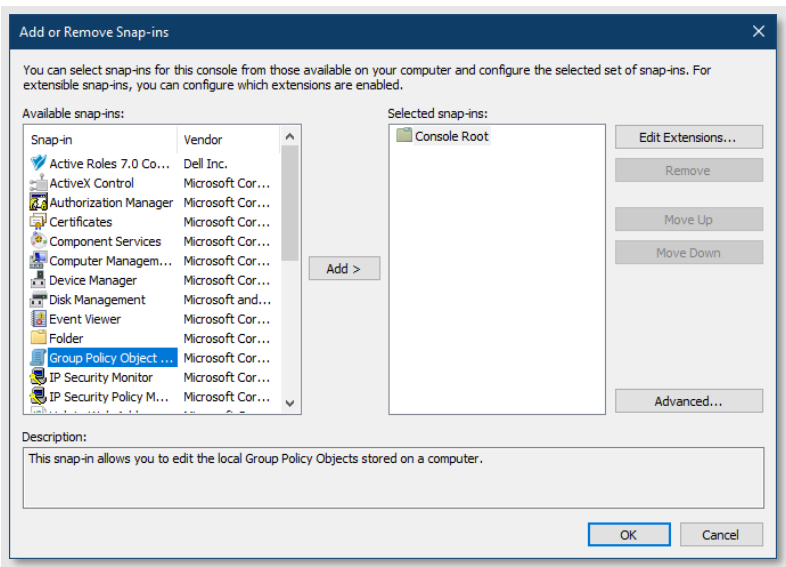 Add or Remove Snap-ins
You can select snap-ins for this console from those available on your computer and configure the selected set of snap-ins. For
extensible snap-ins, you can configure which extensions are enabled.
Available snap-ins:
Selected snap-ins:
Snap-in Vendor
Active Roles 7.0 Co... Dell Inc.
ActiveX Control Microsoft Cor...
Authorization Manager Microsoft Cor...
Certificates Microsoft Cor...
Component Services Microsoft Cor...
Computer Managem... Microsoft Cor...
Device Manager Microsoft Cor...
Disk Management Microsoft and...
Event Viewer Microsoft Cor...
Folder Microsoft Cor...
Group Policy Object ... Microsoft Cor...
IP Security Monitor Microsoft Cor...
IP Security Policy M... Microsoft Cor...
Add >
Console Root
Edit Extensions...
Remove
Move Up
Move Down
Advanced...
Description:
This snap-in allows you to edit the local Group Policy Objects stored on a computer.
OK
Cancel